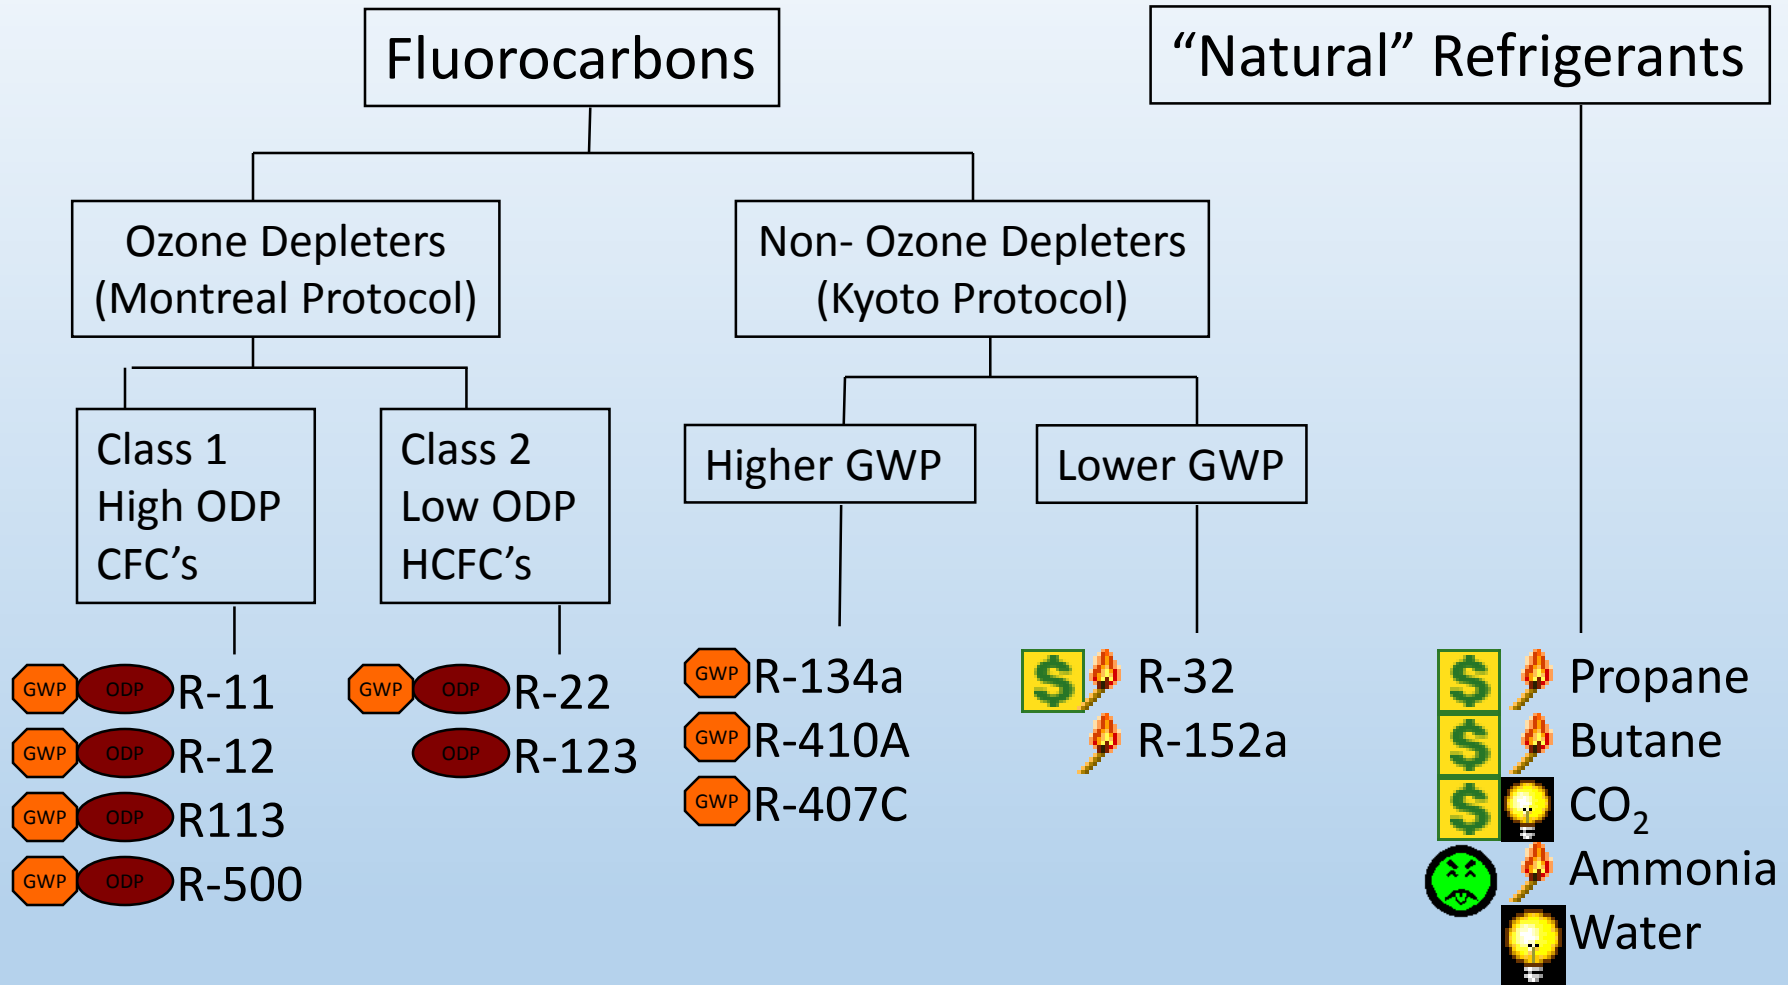 Fluorocarbons
“Natural” Refrigerants
Ozone Depleters
(Montreal Protocol)
Non- Ozone Depleters
(Kyoto Protocol)
Class 1
High ODP
CFC’s
Class 2
Low ODP
HCFC’s
Higher GWP
Lower GWP
GWP ODP R-11
GWP ODP R-12
GWP ODP R113
GWP ODP R-500
GWP ODP R-22
ODP R-123
GWP R-134a
GWP R-410A
GWP R-407C
$ R-32
R-152a
$ Propane
$ Butane
$ CO₂
Ammonia
Water